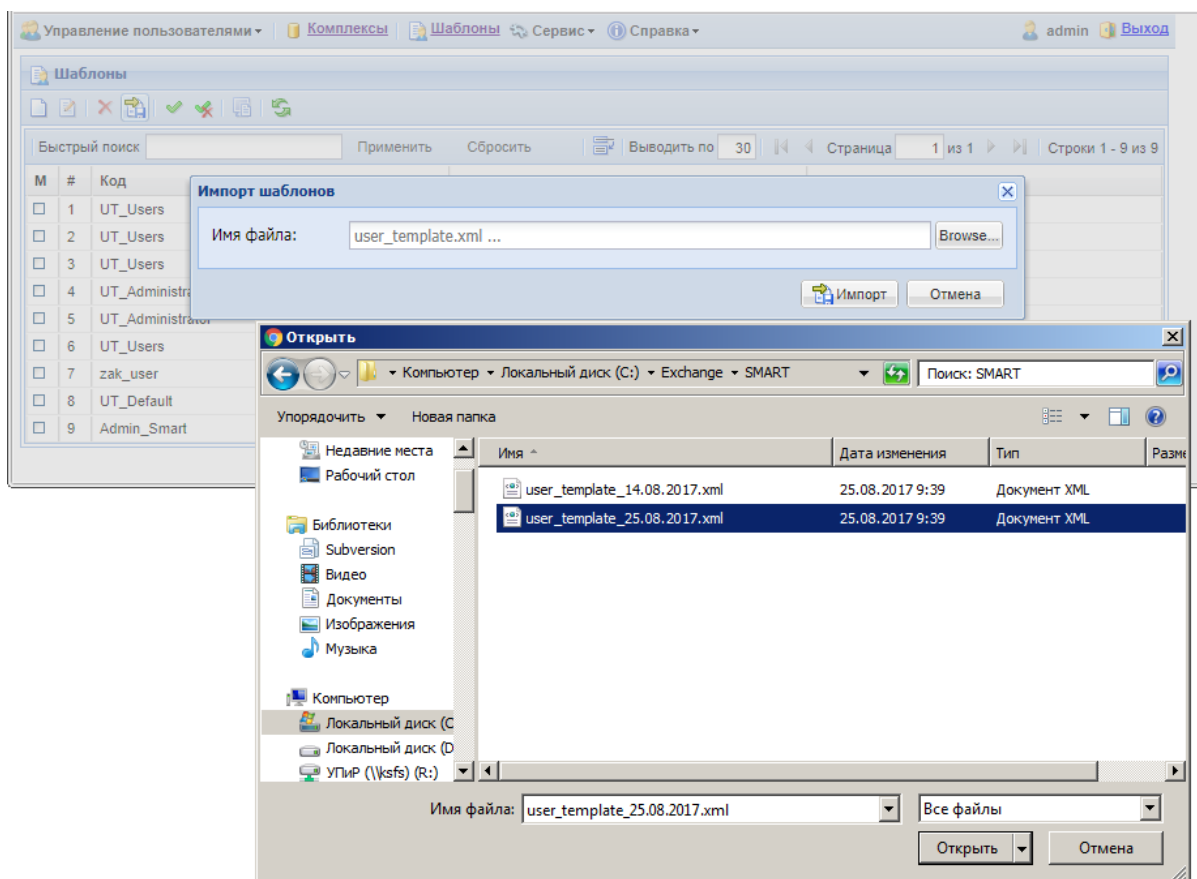 Управление пользователями Комплексы Шаблоны Сервис Справка admin Выход
Шаблоны
Быстрый поиск Применить Сбросить Выводить по 30 Страница 1 из 1 Строки 1 - 9 из 9
М # Код
Импорт шаблонов
1 UT_Users
Имя файла: user_template.xml ... Browse...
2 UT_Users
3 UT_Users
4 UT_Administra
Импорт Отмена
5 UT_Administrator
6 UT_Users
7 zak_user
8 UT_Default
9 Admin_Smart
Открыть
Компьютер Локальный диск (C:) Exchange SMART Поиск: SMART
Упорядочить Новая папка
Недавние места
Рабочий стол
Библиотеки
Subversion
Видео
Документы
Изображения
Музыка
Компьютер
Локальный диск (C
Локальный диск (D
УПиР (\\ksfs) (R:)
Имя Дата изменения Тип Разме
user_template_14.08.2017.xml 25.08.2017 9:39 Документ XML
user_template_25.08.2017.xml 25.08.2017 9:39 Документ XML
Имя файла: user_template_25.08.2017.xml Все файлы
Открыть Отмена